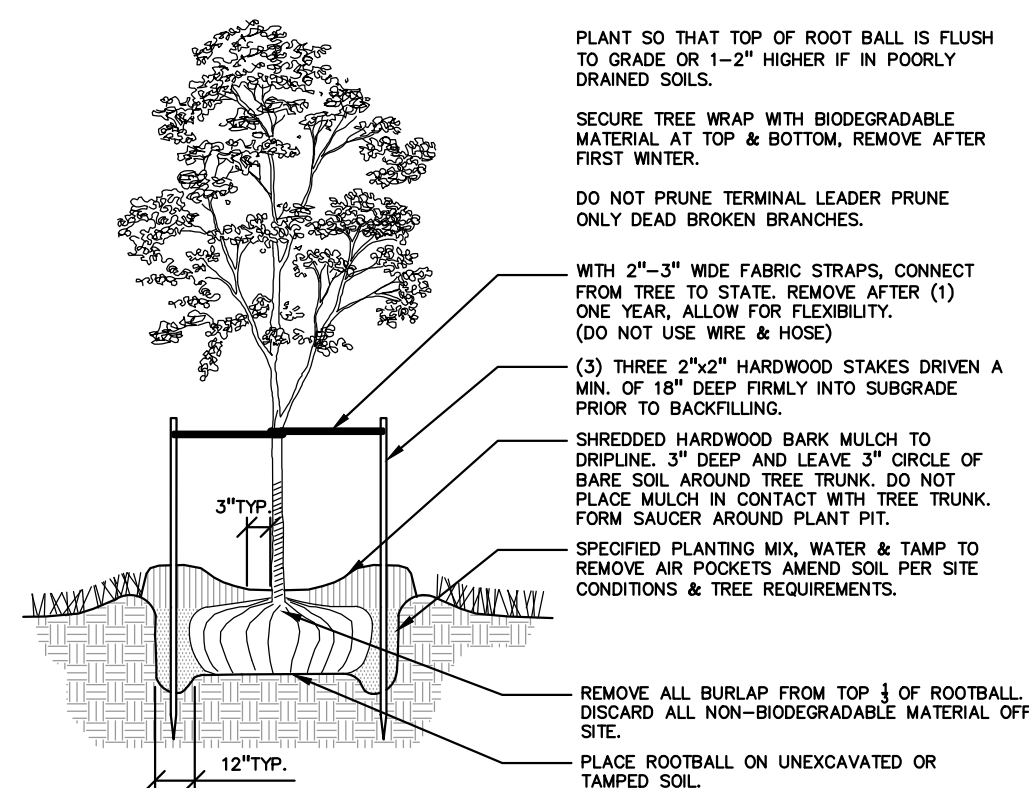 PLANT SO THAT TOP OF ROOT BALL IS FLUSH
TO GRADE OR 1-2" HIGHER IF IN POORLY
DRAINED SOILS.
SECURE TREE WRAP WITH BIODEGRADABLE
MATERIAL AT TOP & BOTTOM, REMOVE AFTER
FIRST WINTER.
DO NOT PRUNE TERMINAL LEADER PRUNE
ONLY DEAD BROKEN BRANCHES.
WITH 2"-3" WIDE FABRIC STRAPS, CONNECT
FROM TREE TO STATE. REMOVE AFTER (1)
ONE YEAR, ALLOW FOR FLEXIBILITY.
(DO NOT USE WIRE & HOSE)
(3) THREE 2"x2" HARDWOOD STAKES DRIVEN A
MIN. OF 18" DEEP FIRMLY INTO SUBGRADE
PRIOR TO BACKFILLING.
SHREDDED HARDWOOD BARK MULCH TO
DRIPLINE. 3" DEEP AND LEAVE 3" CIRCLE OF
BARE SOIL AROUND TREE TRUNK. DO NOT
PLACE MULCH IN CONTACT WITH TREE TRUNK.
FORM SAUCER AROUND PLANT PIT.
3"TYP.
SPECIFIED PLANTING MIX, WATER & TAMP TO
REMOVE AIR POCKETS AMEND SOIL PER SITE
CONDITIONS & TREE REQUIREMENTS.
REMOVE ALL BURLAP FROM TOP 1/3 OF ROOTBALL.
DISCARD ALL NON-BIODEGRADABLE MATERIAL OFF
SITE.
PLACE ROOTBALL ON UNEXCAVATED OR
TAMPED SOIL.
12"TYP.